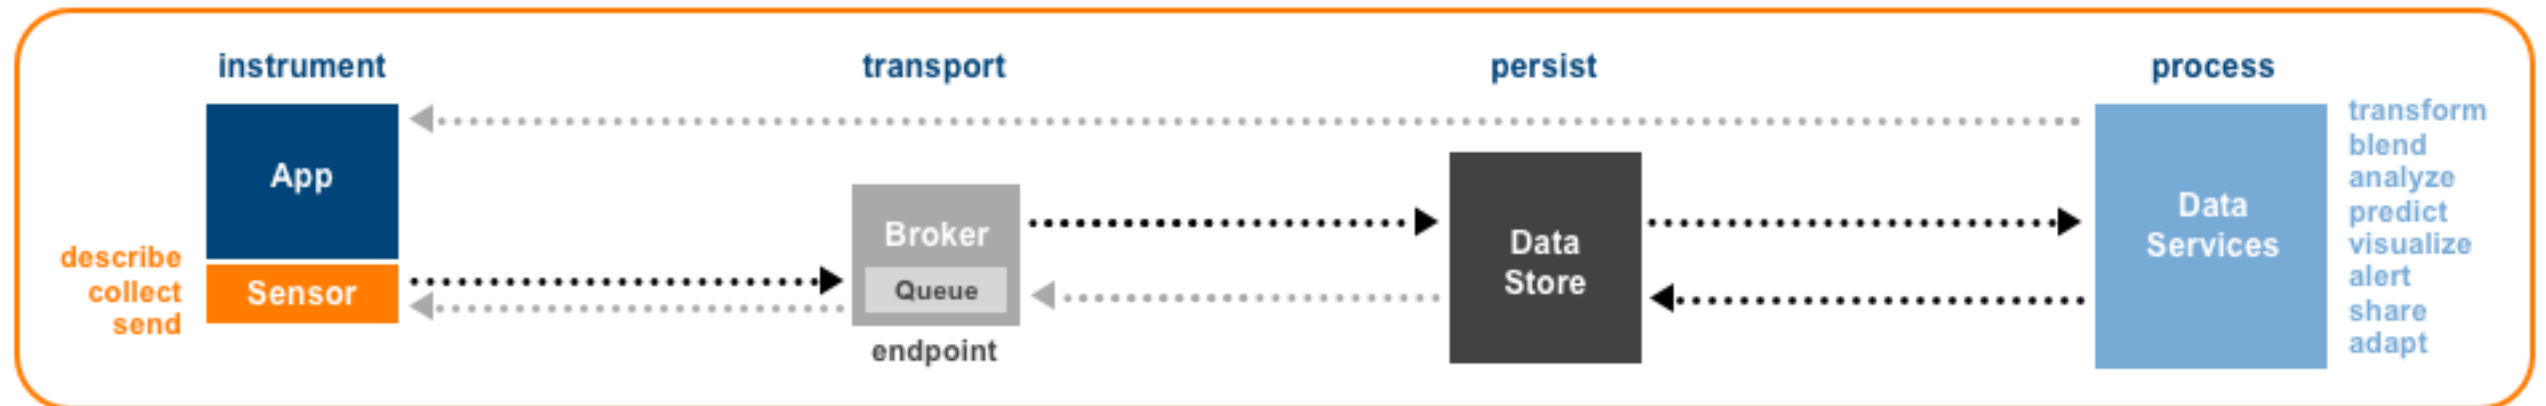 instrument
transport
persist
process
App
describe
collect
send
Sensor
Broker
Queue
endpoint
Data
Store
Data
Services
transform
blend
analyze
predict
visualize
alert
share
adapt